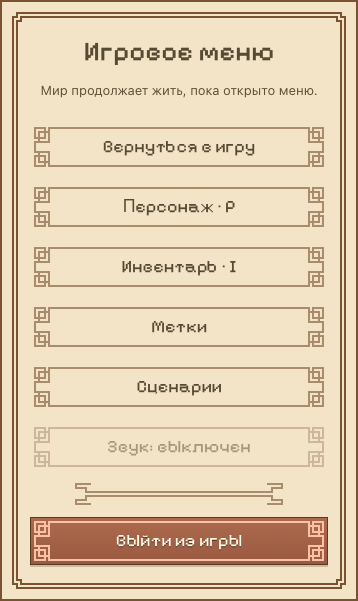 Игровое меню
Мир продолжает жить, пока открыто меню.
Вернуться в игру
Персонаж · P
Инвентарь · I
Метки
Сценарии
Звук: выключен
Выйти из игры